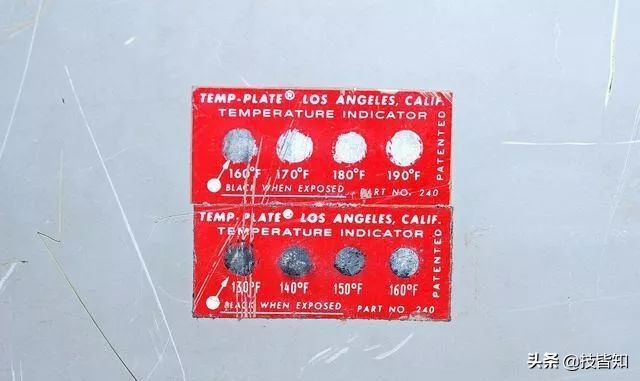 TEMP-PLATE® LOS ANGELES, CALIF.
TEMPERATURE INDICATOR
160°F 170°F 180°F 190°F
BLACK WHEN EXPOSED PART NO. 240
PATENTED
TEMP-PLATE® LOS ANGELES, CALIF.
TEMPERATURE INDICATOR
130°F 140°F 150°F 160°F
BLACK WHEN EXPOSED PART NO. 240
PATENTED
头条 @技皆知